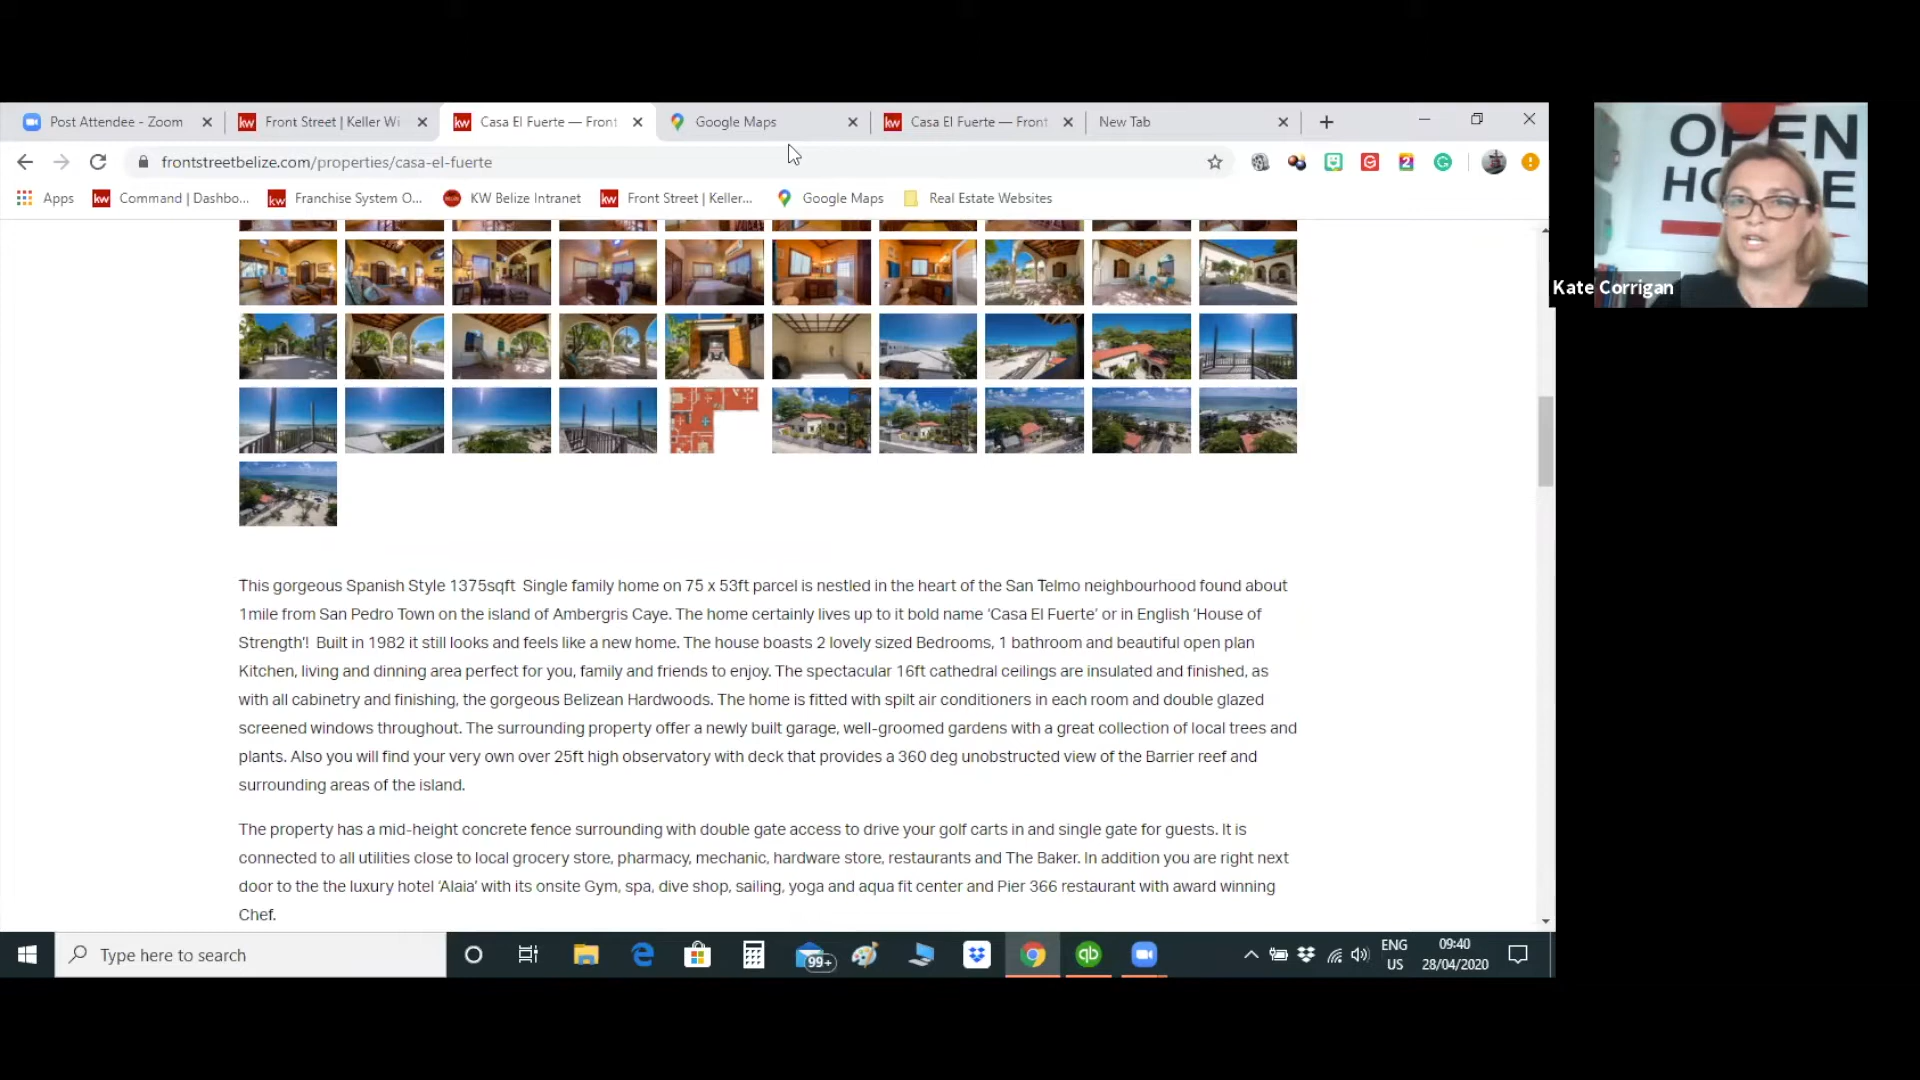 Post Attendee - Zoom
Front Street | Keller Wi
Casa El Fuerte — Front
Google Maps
Casa El Fuerte — Front
New Tab
frontstreetbelize.com/properties/casa-el-fuerte
Apps
Command | Dashbo...
Franchise System O...
KW Belize Intranet
Front Street | Keller...
Google Maps
Real Estate Websites
OPEN
HOUSE
Kate Corrigan
This gorgeous Spanish Style 1375sqft Single family home on 75 x 53ft parcel is nestled in the heart of the San Telmo neighbourhood found about
1mile from San Pedro Town on the island of Ambergris Caye. The home certainly lives up to it bold name ‘Casa El Fuerte’ or in English ‘House of
Strength’! Built in 1982 it still looks and feels like a new home. The house boasts 2 lovely sized Bedrooms, 1 bathroom and beautiful open plan
Kitchen, living and dinning area perfect for you, family and friends to enjoy. The spectacular 16ft cathedral ceilings are insulated and finished, as
with all cabinetry and finishing, the gorgeous Belizean Hardwoods. The home is fitted with spilt air conditioners in each room and double glazed
screened windows throughout. The surrounding property offer a newly built garage, well-groomed gardens with a great collection of local trees and
plants. Also you will find your very own over 25ft high observatory with deck that provides a 360 deg unobstructed view of the Barrier reef and
surrounding areas of the island.
The property has a mid-height concrete fence surrounding with double gate access to drive your golf carts in and single gate for guests. It is
connected to all utilities close to local grocery store, pharmacy, mechanic, hardware store, restaurants and The Baker. In addition you are right next
door to the the luxury hotel ‘Alaia’ with its onsite Gym, spa, dive shop, sailing, yoga and aqua fit center and Pier 366 restaurant with award winning
Chef.
Type here to search
99+
ENG
US
09:40
28/04/2020